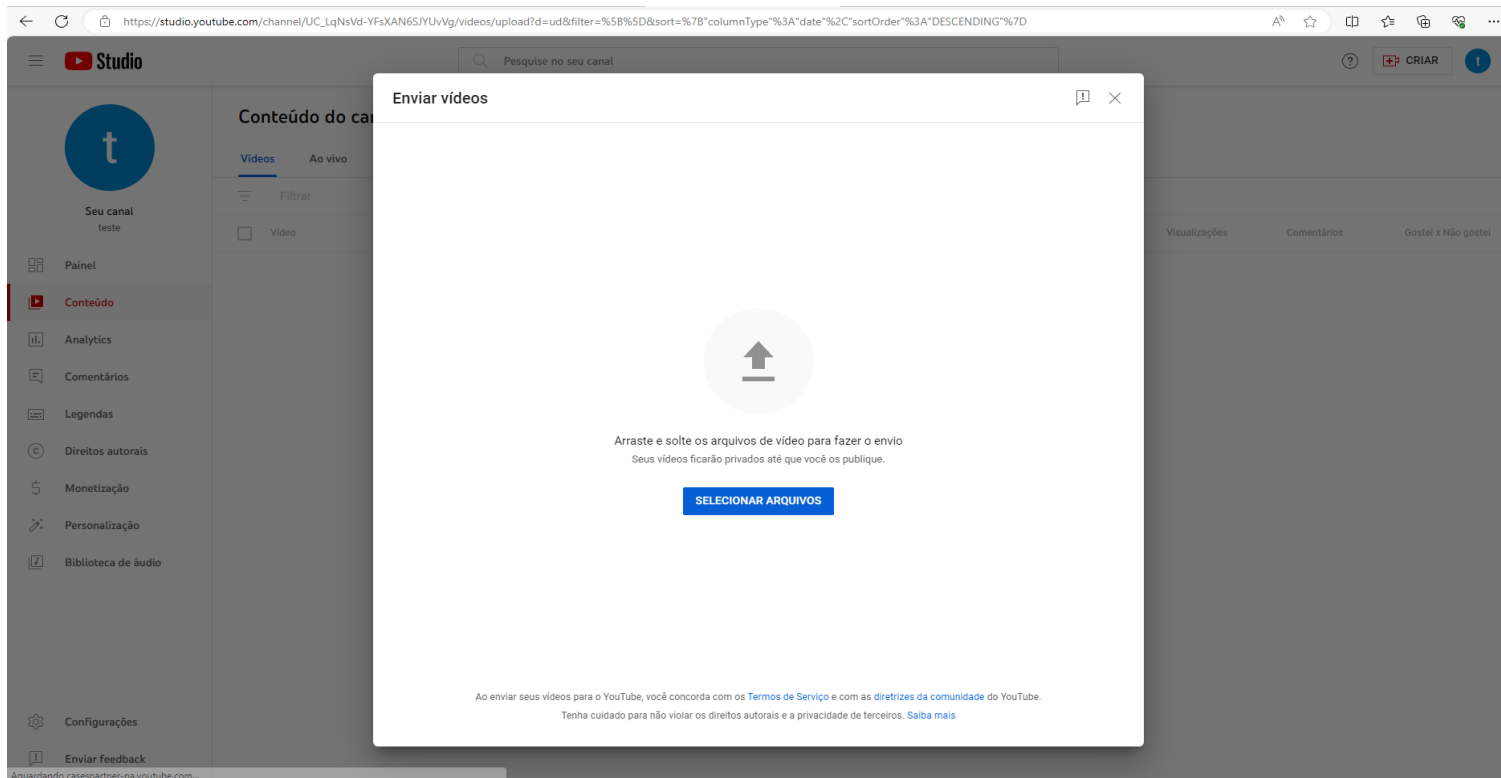 https://studio.youtube.com/channel/UC_LqNsVd-YFsXAN6SJYUvVg/videos/upload?d=ud&filter=%5B%5D&sort=%7B"columnType"%3A"date"%2C"sortOrder"%3A"DESCENDING"%7D
Studio
Pesquise no seu canal
CRIAR
t
t
Seu canal
teste
Painel
Conteúdo
Analytics
Comentários
Legendas
Direitos autorais
Monetização
Personalização
Biblioteca de áudio
Configurações
Enviar feedback
Conteúdo do
Vídeos Ao vivo
Filtrar
Vídeo
Visualizações Comentários Gostei x Não gostei
Enviar vídeos
Arraste e solte os arquivos de vídeo para fazer o envio
Seus vídeos ficarão privados até que você os publique.
SELECIONAR ARQUIVOS
Ao enviar seus vídeos para o YouTube, você concorda com os Termos de Serviço e com as diretrizes da comunidade do YouTube.
Tenha cuidado para não violar os direitos autorais e a privacidade de terceiros. Saiba mais
Aguardando casespartner-pa.youtube.com...